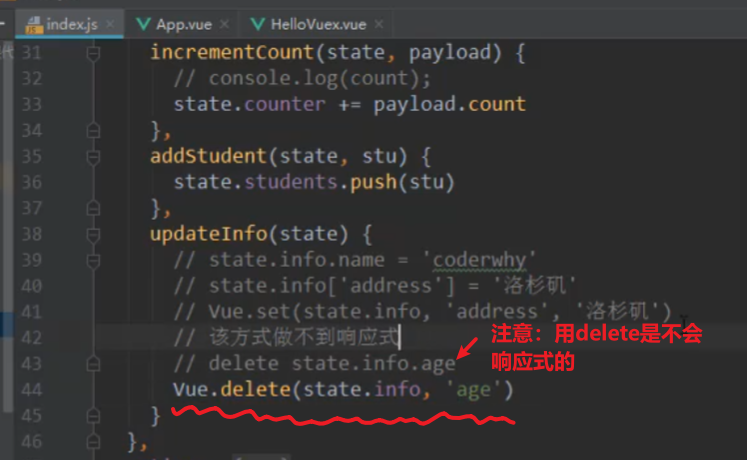 index.js × App.vue × HelloVuex.vue ×
31 incrementCount(state, payload) {
32 // console.log(count);
33 state.counter += payload.count
34 },
35 addStudent(state, stu) {
36 state.students.push(stu)
37 },
38 updateInfo(state) {
39 // state.info.name = 'coderwhy'
40 // state.info['address'] = '洛杉矶'
41 // Vue.set(state.info, 'address', '洛杉矶')
42 // 该方式做不到响应式
43 // delete state.info.age
注意：用delete是不会
响应式的
44 Vue.delete(state.info, 'age')
45 }
46 },